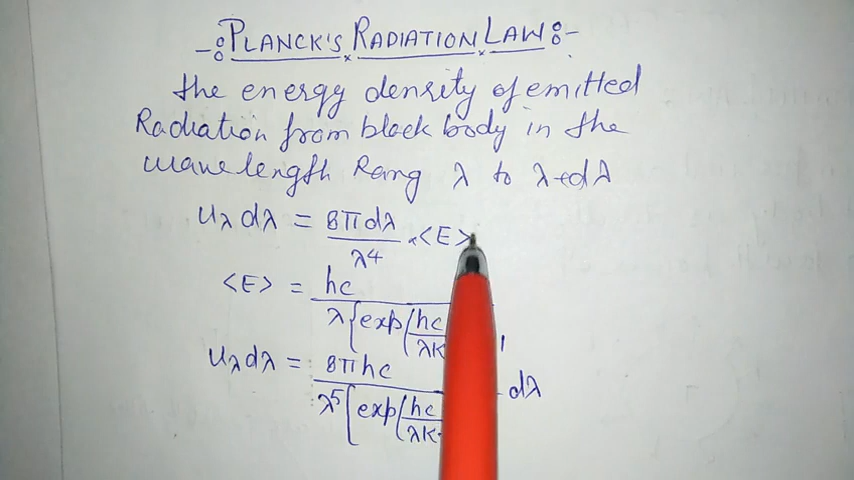 -: PLANCK'S RADIATION LAW :-
the energy density of emitted
Radiation from black body in the
wavelength Rang λ to λ+dλ
uλ dλ = 8π dλ / λ⁴ · <E>
<E> = hc / λ{exp(hc/λK
uλ dλ = 8πhc / λ⁵[exp(hc/λK dλ